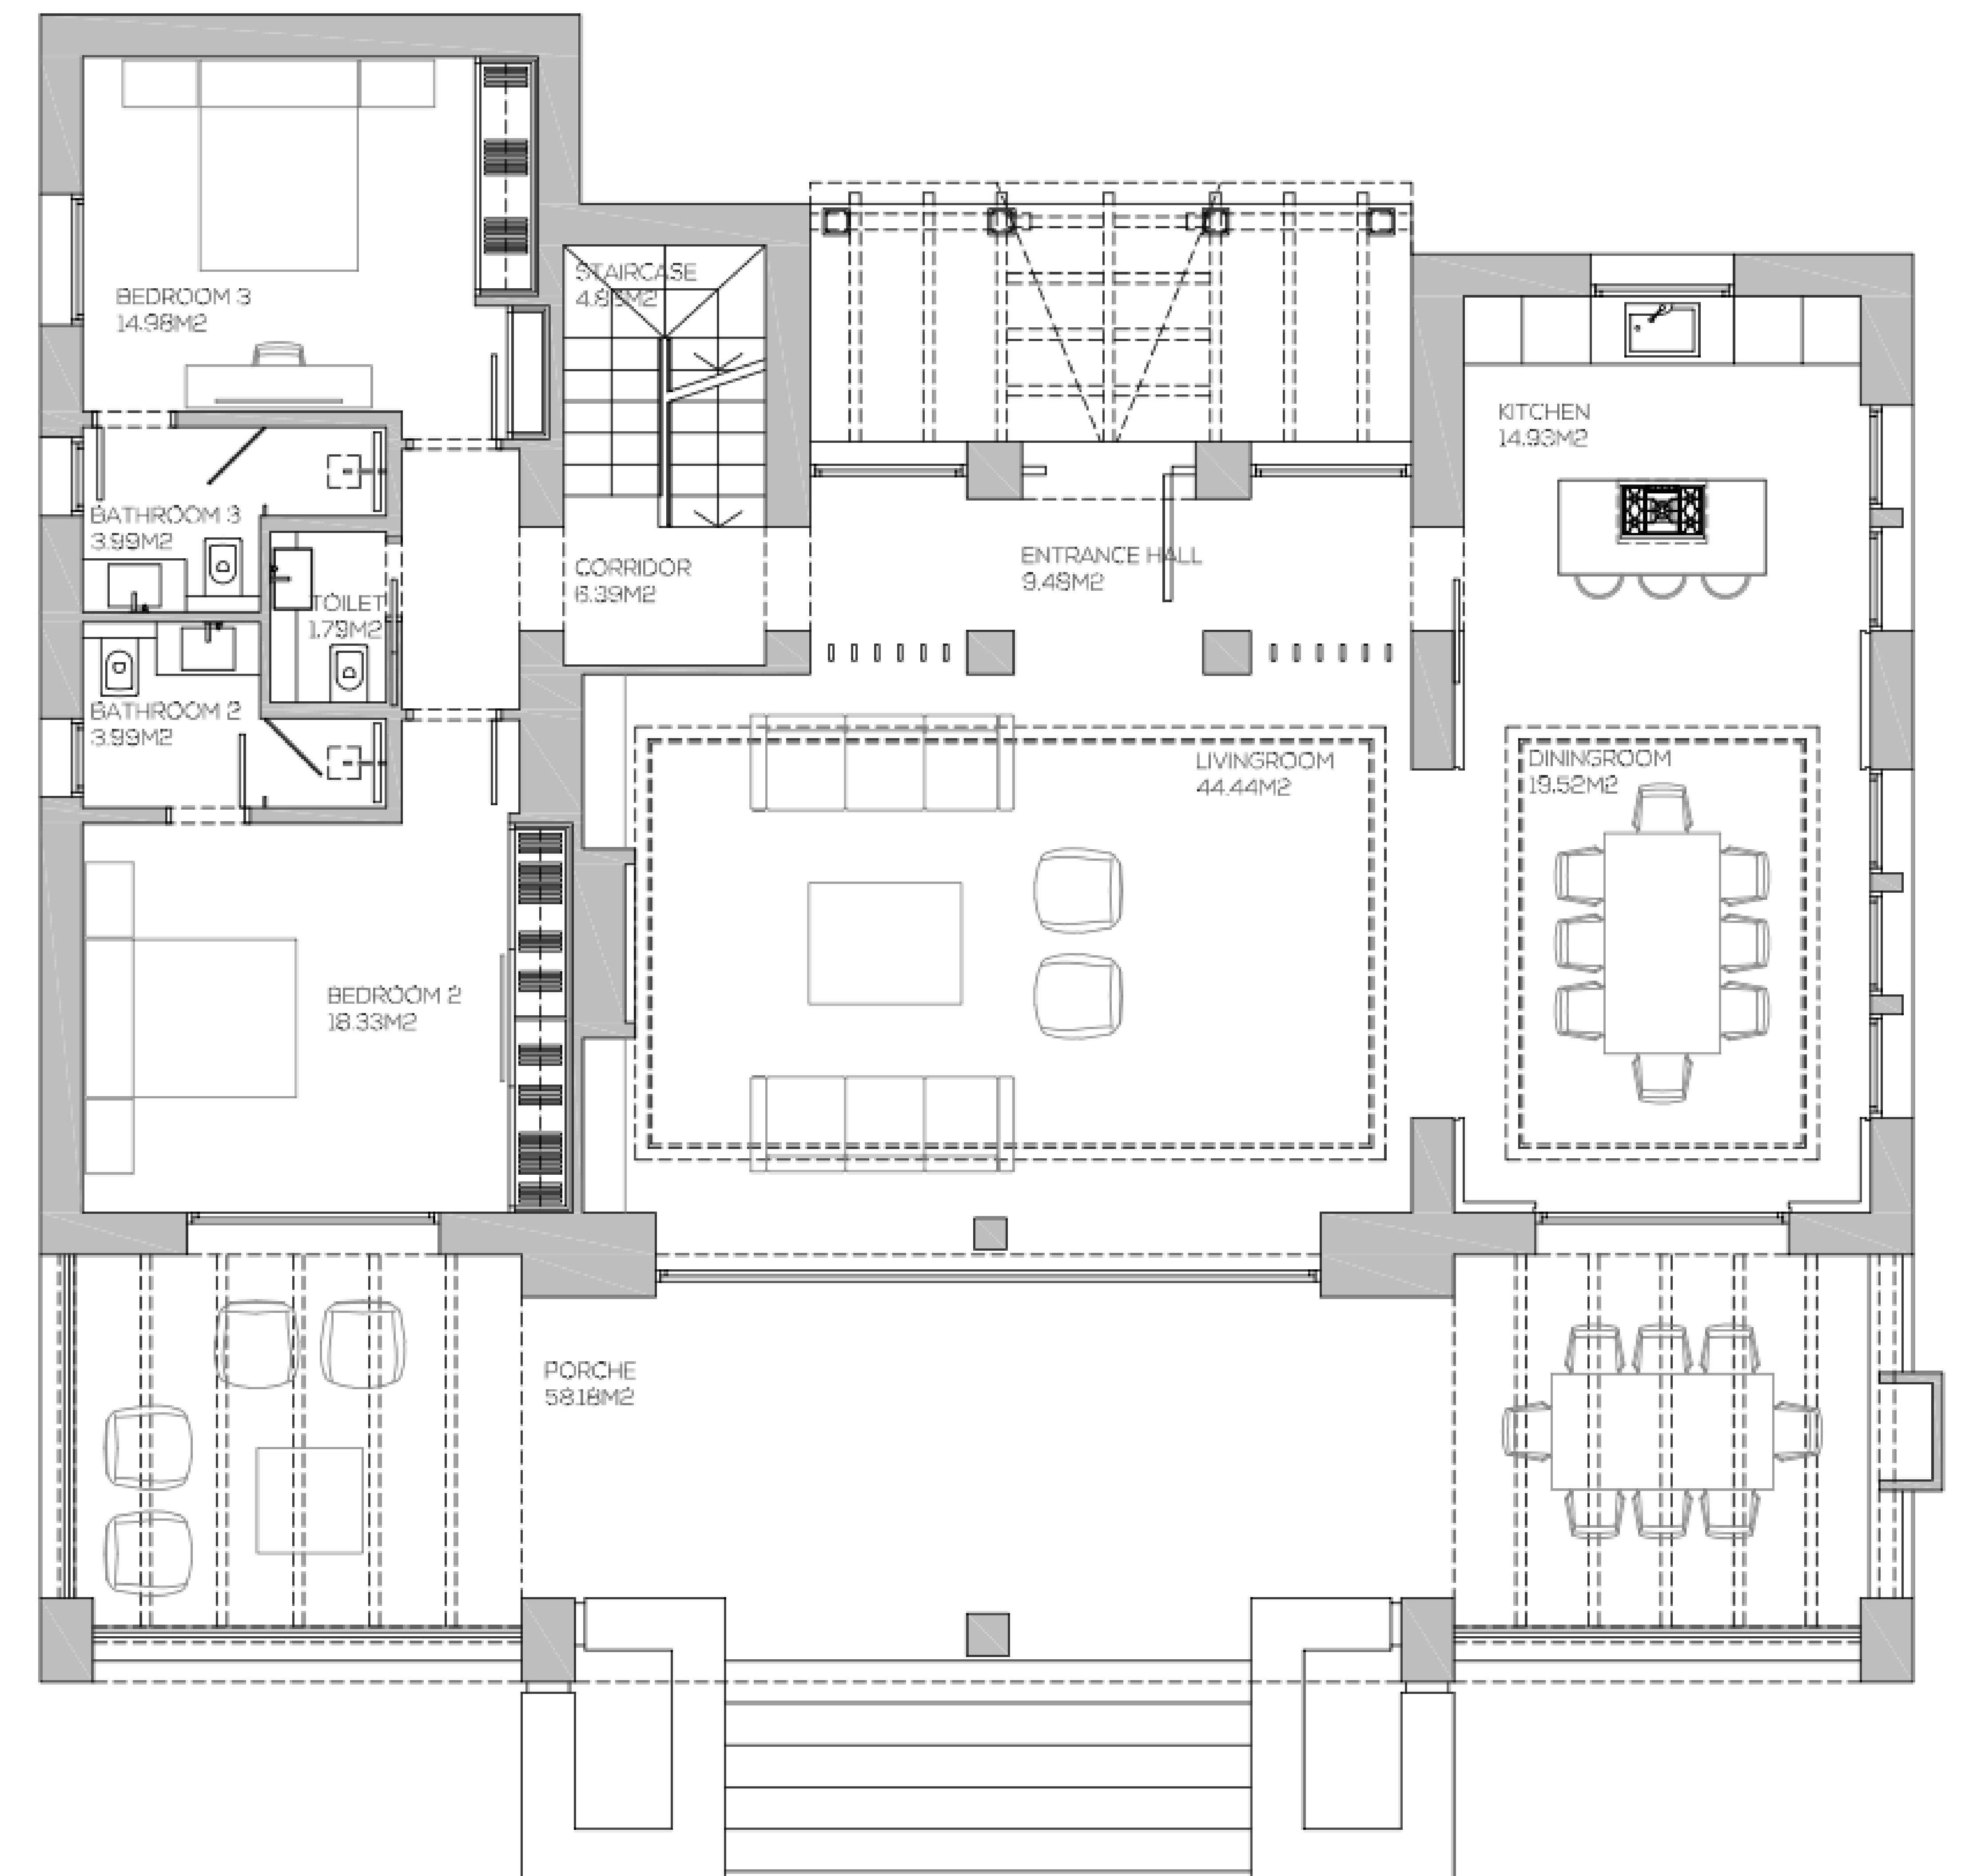 STAIRCASE
BEDROOM 3
14.98M2
KITCHEN
14.93M2
BATHROOM 3
3.99M2
ENTRANCE HALL
9.48M2
CORRIDOR
6.39M2
TOILET
1.79M2
BATHROOM 2
3.99M2
LIVINGROOM
44.44M2
DININGROOM
19.52M2
BEDROOM 2
18.33M2
PORCHE
58.18M2